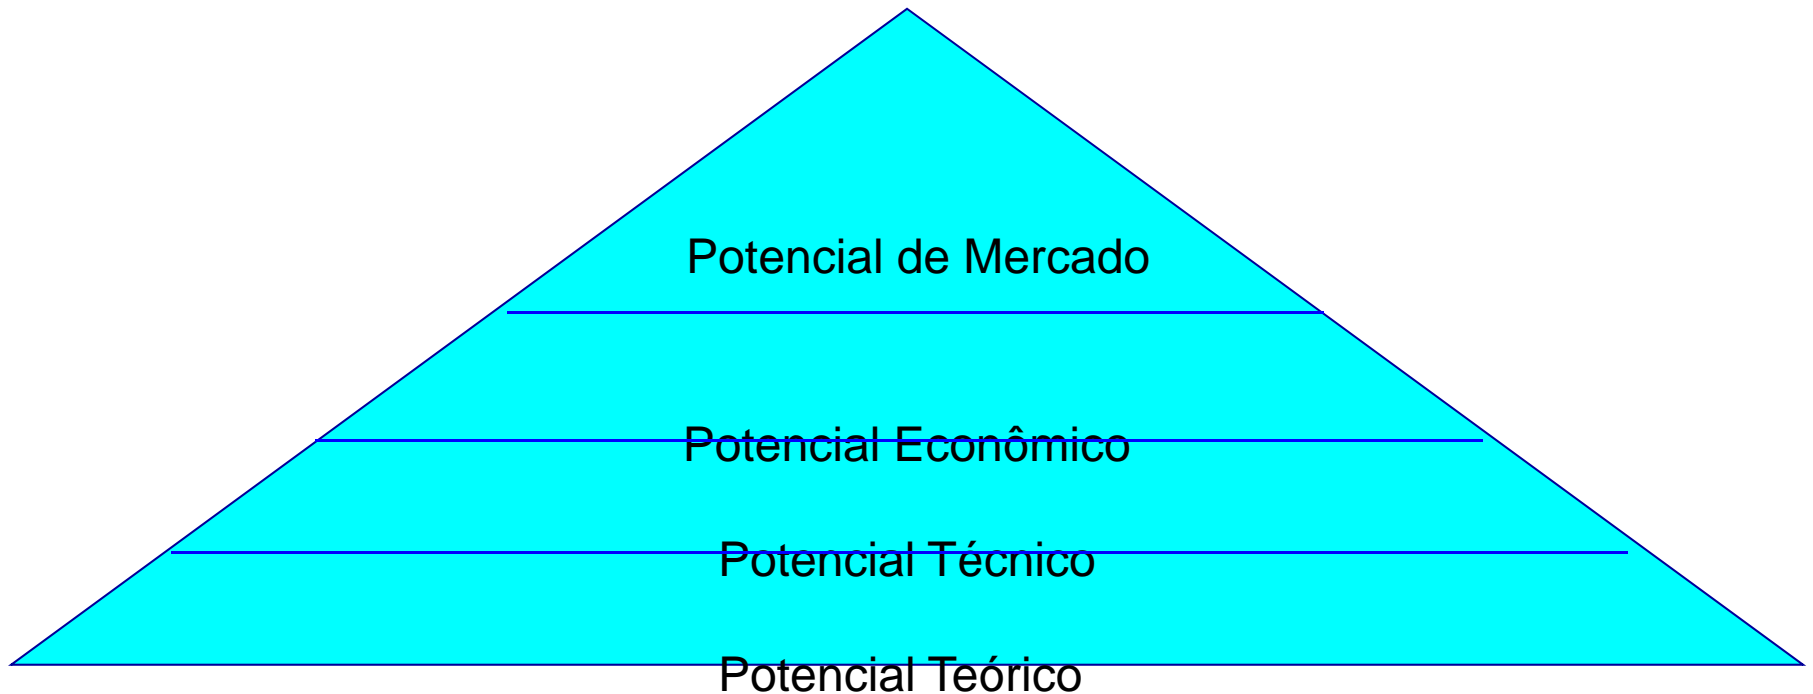 Potencial de Mercado
Potencial Econômico
Potencial Técnico
Potencial Teórico